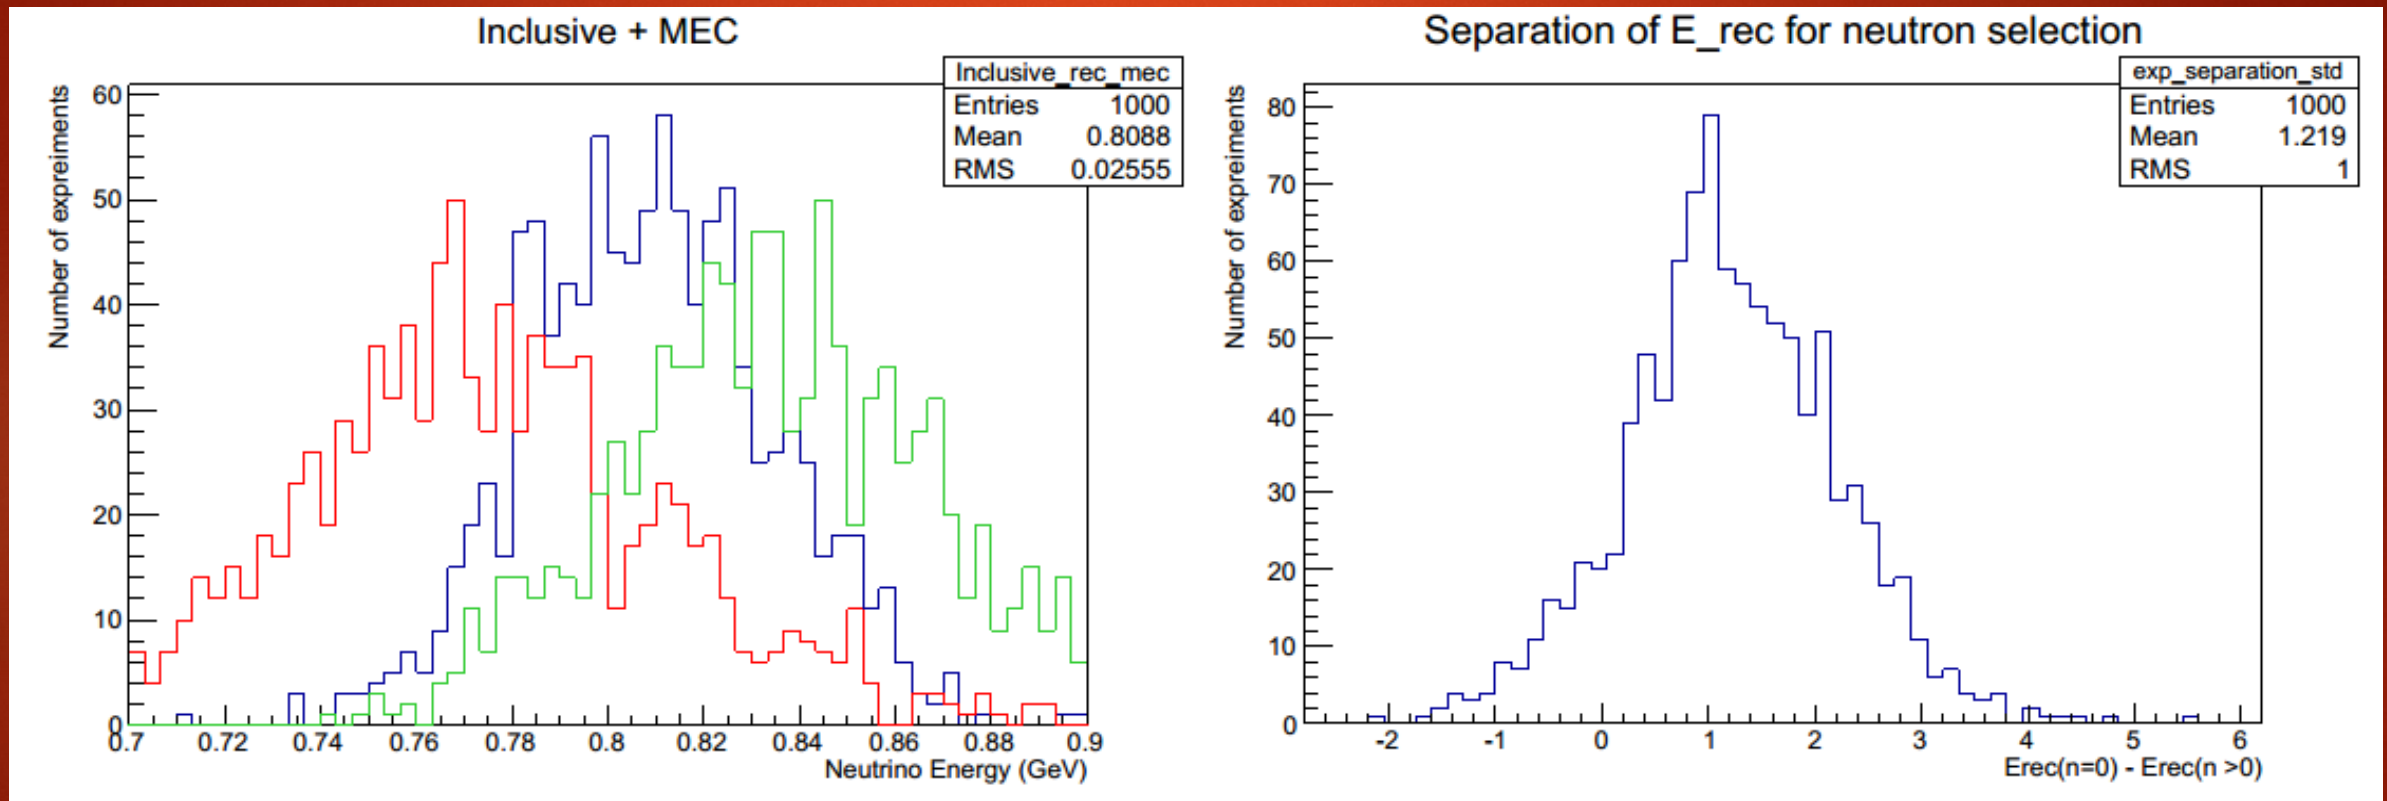 Inclusive + MEC
Number of expreiments
Inclusive_rec_mec
Entries 1000
Mean 0.8088
RMS 0.02555
60
50
40
30
20
10
0
0.7 0.72 0.74 0.76 0.78 0.8 0.82 0.84 0.86 0.88 0.9
Neutrino Energy (GeV)
Separation of E_rec for neutron selection
Number of expreiments
exp_separation_std
Entries 1000
Mean 1.219
RMS 1
80
70
60
50
40
30
20
10
0
-2 -1 0 1 2 3 4 5 6
Erec(n=0) - Erec(n >0)